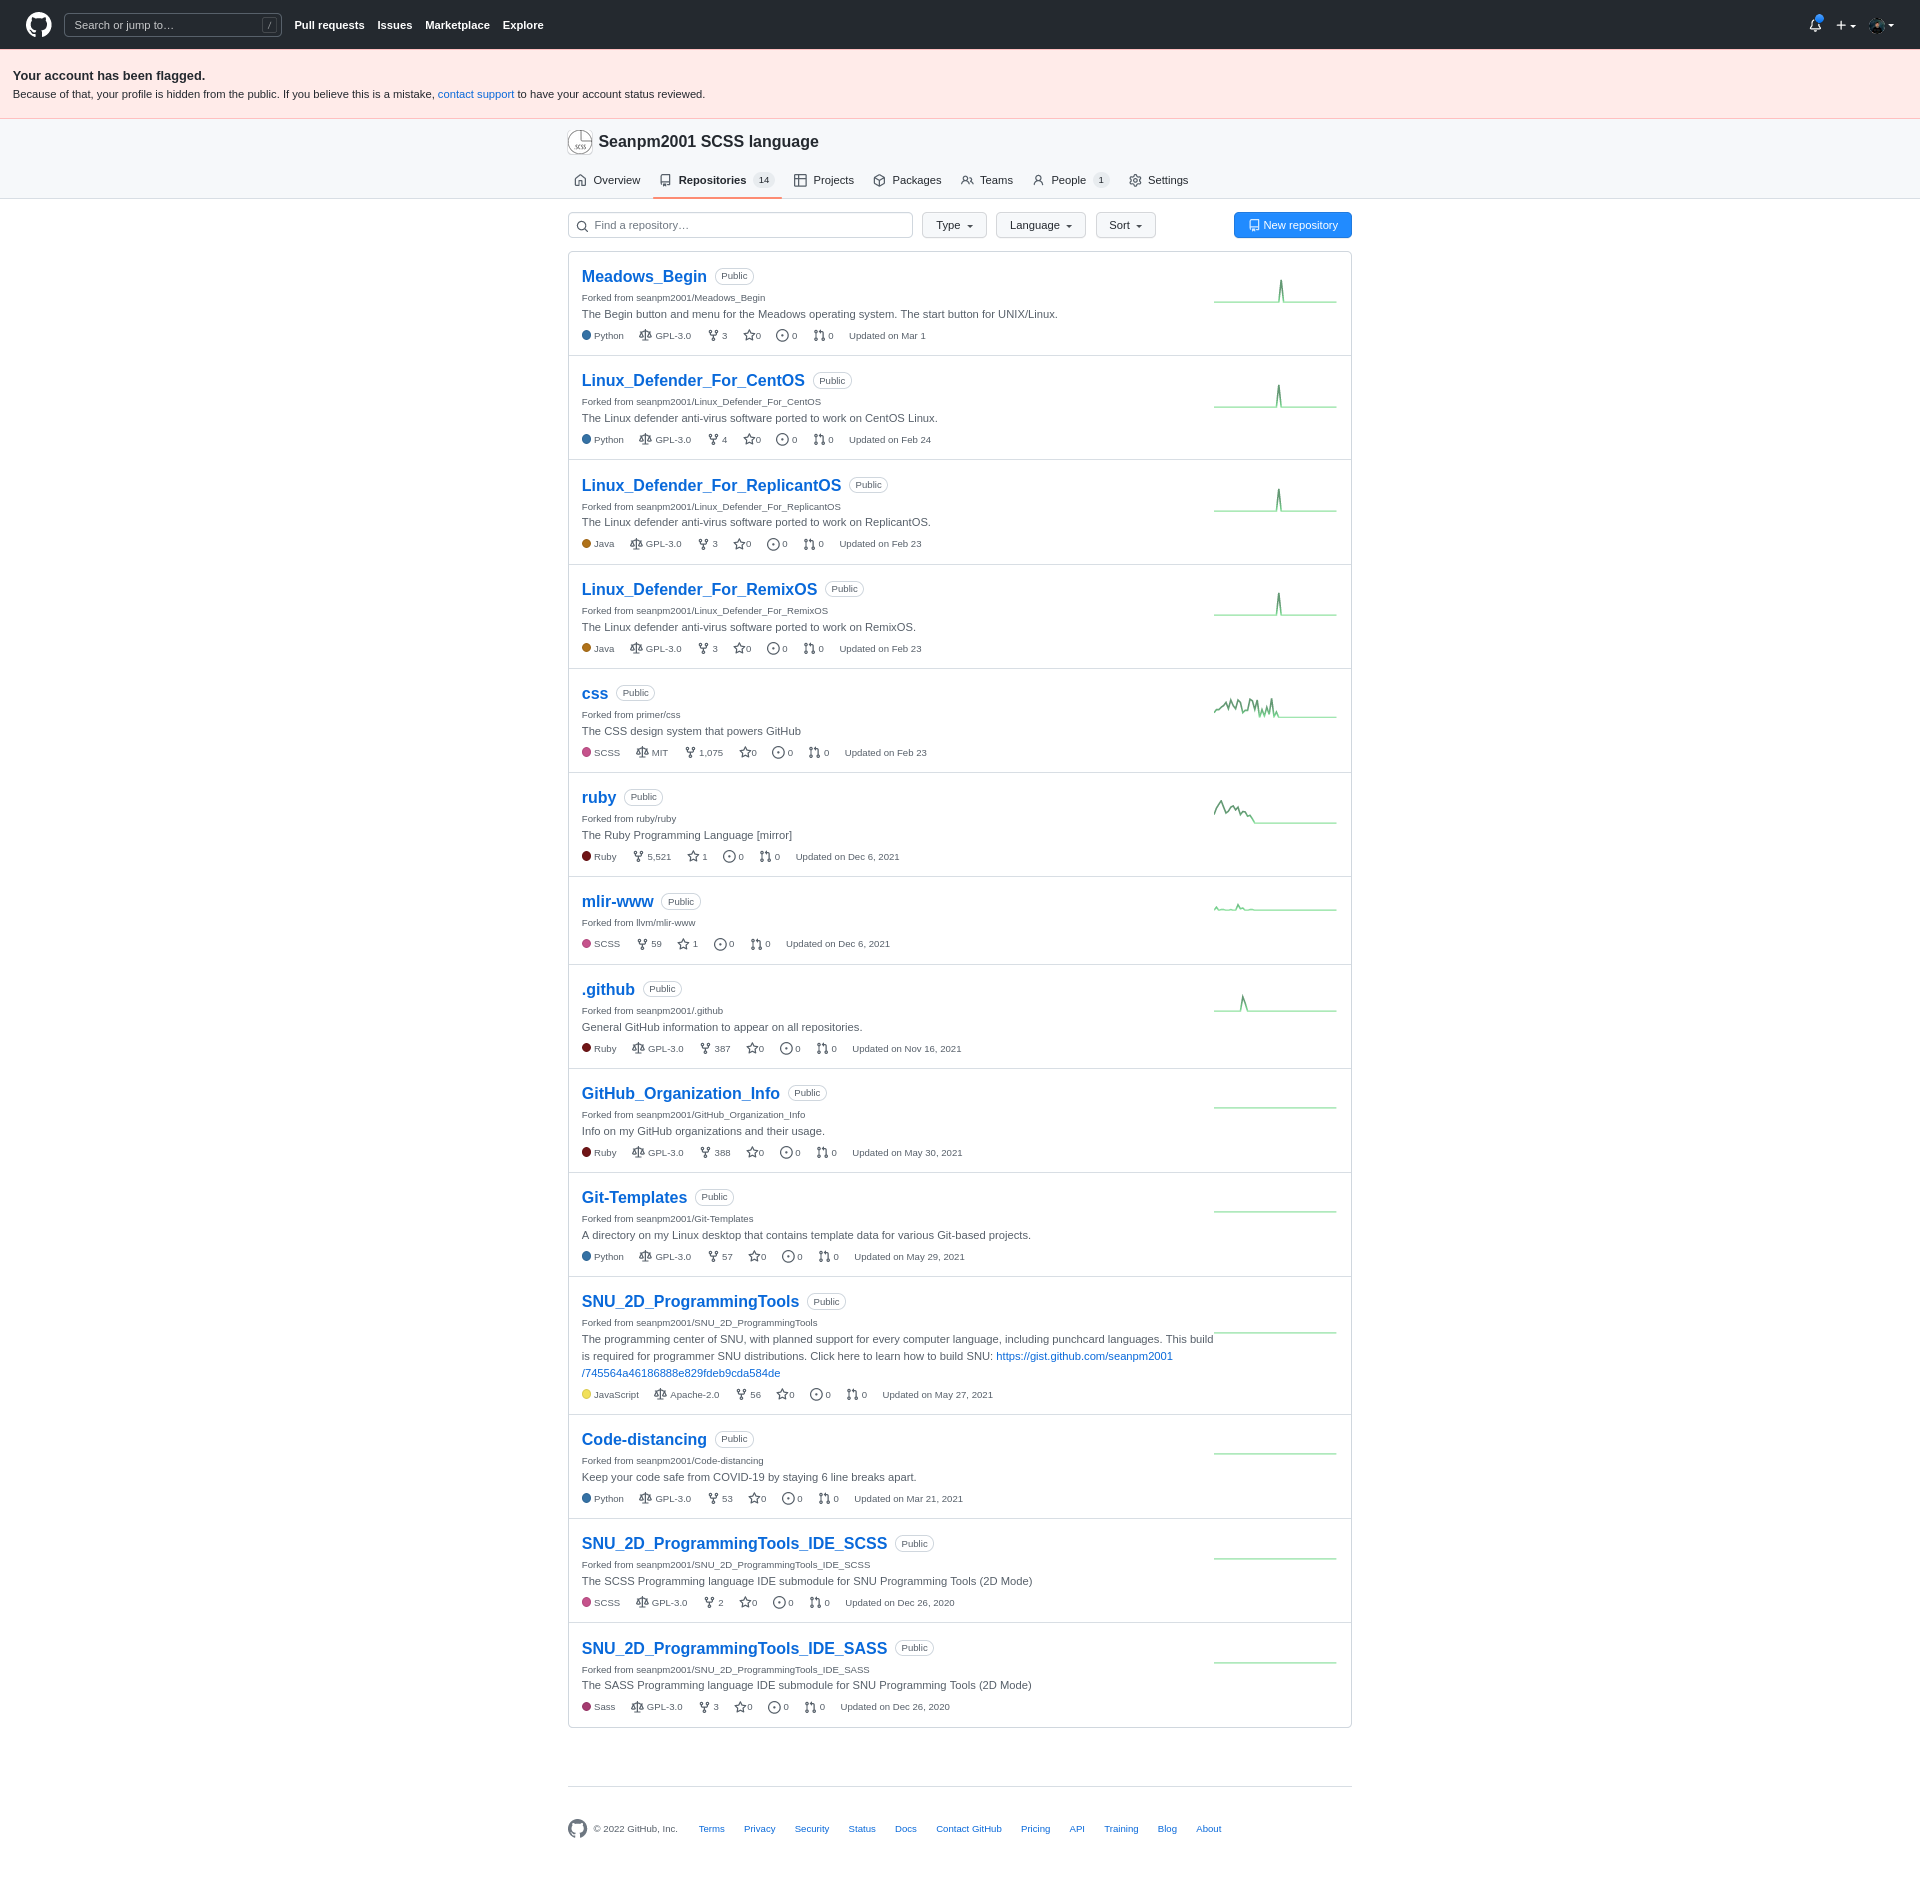 Search or jump to…
/
Pull requests Issues Marketplace Explore
Your account has been flagged.
Because of that, your profile is hidden from the public. If you believe this is a mistake, contact support to have your account status reviewed.
SCSS
Seanpm2001 SCSS language
Overview Repositories 14 Projects Packages Teams People 1 Settings
Find a repository… Type Language Sort New repository
Meadows_Begin Public
Forked from seanpm2001/Meadows_Begin
The Begin button and menu for the Meadows operating system. The start button for UNIX/Linux.
Python GPL-3.0 3 0 0 0 Updated on Mar 1
Linux_Defender_For_CentOS Public
Forked from seanpm2001/Linux_Defender_For_CentOS
The Linux defender anti-virus software ported to work on CentOS Linux.
Python GPL-3.0 4 0 0 0 Updated on Feb 24
Linux_Defender_For_ReplicantOS Public
Forked from seanpm2001/Linux_Defender_For_ReplicantOS
The Linux defender anti-virus software ported to work on ReplicantOS.
Java GPL-3.0 3 0 0 0 Updated on Feb 23
Linux_Defender_For_RemixOS Public
Forked from seanpm2001/Linux_Defender_For_RemixOS
The Linux defender anti-virus software ported to work on RemixOS.
Java GPL-3.0 3 0 0 0 Updated on Feb 23
css Public
Forked from primer/css
The CSS design system that powers GitHub
SCSS MIT 1,075 0 0 0 Updated on Feb 23
ruby Public
Forked from ruby/ruby
The Ruby Programming Language [mirror]
Ruby 5,521 1 0 0 Updated on Dec 6, 2021
mlir-www Public
Forked from llvm/mlir-www
SCSS 59 1 0 0 Updated on Dec 6, 2021
.github Public
Forked from seanpm2001/.github
General GitHub information to appear on all repositories.
Ruby GPL-3.0 387 0 0 0 Updated on Nov 16, 2021
GitHub_Organization_Info Public
Forked from seanpm2001/GitHub_Organization_Info
Info on my GitHub organizations and their usage.
Ruby GPL-3.0 388 0 0 0 Updated on May 30, 2021
Git-Templates Public
Forked from seanpm2001/Git-Templates
A directory on my Linux desktop that contains template data for various Git-based projects.
Python GPL-3.0 57 0 0 0 Updated on May 29, 2021
SNU_2D_ProgrammingTools Public
Forked from seanpm2001/SNU_2D_ProgrammingTools
The programming center of SNU, with planned support for every computer language, including punchcard languages. This build
is required for programmer SNU distributions. Click here to learn how to build SNU: https://gist.github.com/seanpm2001
/745564a46186888e829fdeb9cda584de
JavaScript Apache-2.0 56 0 0 0 Updated on May 27, 2021
Code-distancing Public
Forked from seanpm2001/Code-distancing
Keep your code safe from COVID-19 by staying 6 line breaks apart.
Python GPL-3.0 53 0 0 0 Updated on Mar 21, 2021
SNU_2D_ProgrammingTools_IDE_SCSS Public
Forked from seanpm2001/SNU_2D_ProgrammingTools_IDE_SCSS
The SCSS Programming language IDE submodule for SNU Programming Tools (2D Mode)
SCSS GPL-3.0 2 0 0 0 Updated on Dec 26, 2020
SNU_2D_ProgrammingTools_IDE_SASS Public
Forked from seanpm2001/SNU_2D_ProgrammingTools_IDE_SASS
The SASS Programming language IDE submodule for SNU Programming Tools (2D Mode)
Sass GPL-3.0 3 0 0 0 Updated on Dec 26, 2020
© 2022 GitHub, Inc. Terms Privacy Security Status Docs Contact GitHub Pricing API Training Blog About